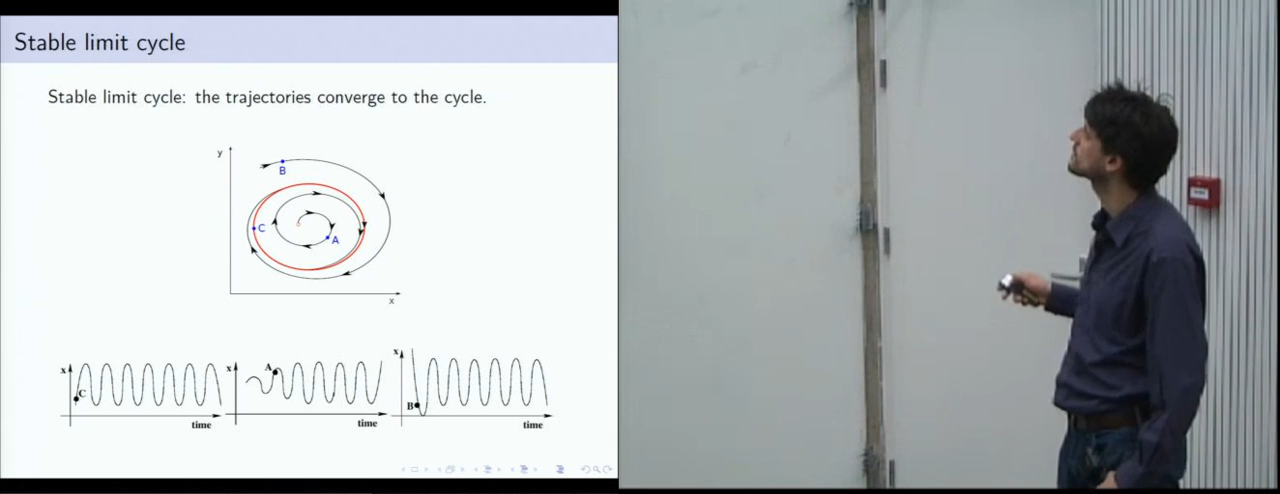 Stable limit cycle
Stable limit cycle: the trajectories converge to the cycle.
y
B
C
A
x
x
C
time
x
A
time
x
B
time